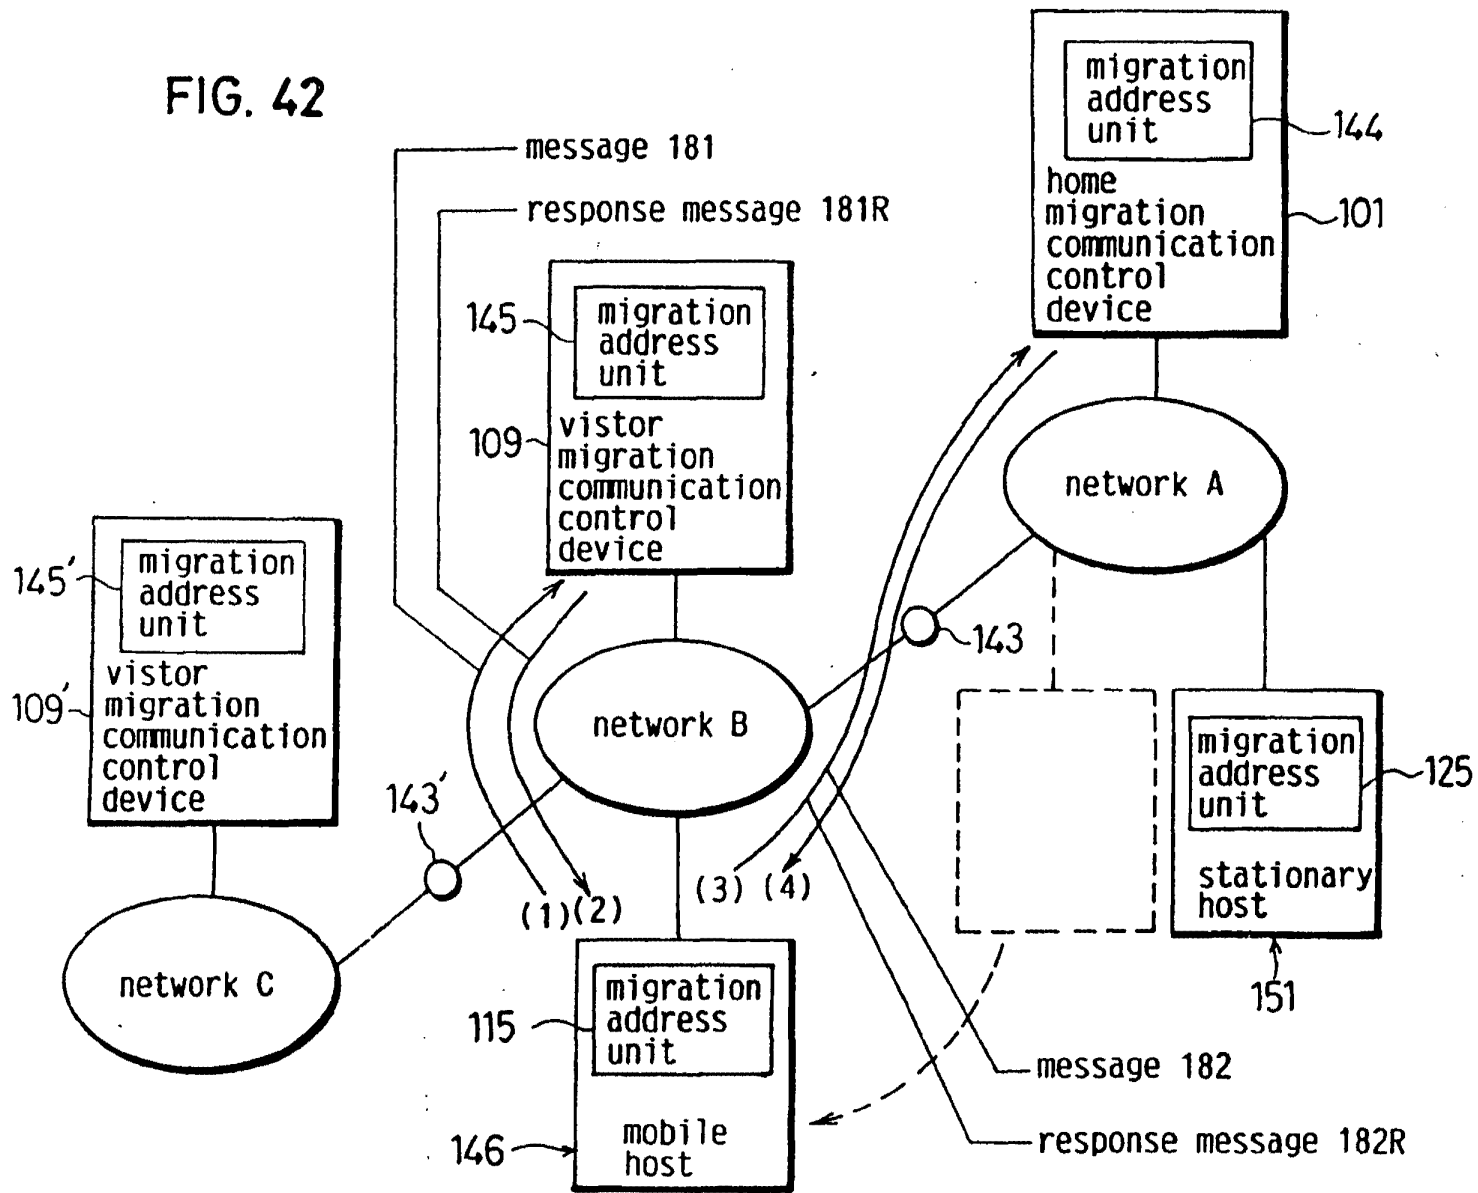 FIG. 42
message 181
response message 181R
migration
address
unit
144
home
migration
communication
control
device
101
145
migration
address
unit
109
vistor
migration
communication
control
device
network A
145'
migration
address
unit
109'
vistor
migration
communication
control
device
143
network B
143'
migration
address
unit
125
stationary
host
151
(1)
(2)
(3)
(4)
network C
115
migration
address
unit
146
mobile
host
message 182
response message 182R